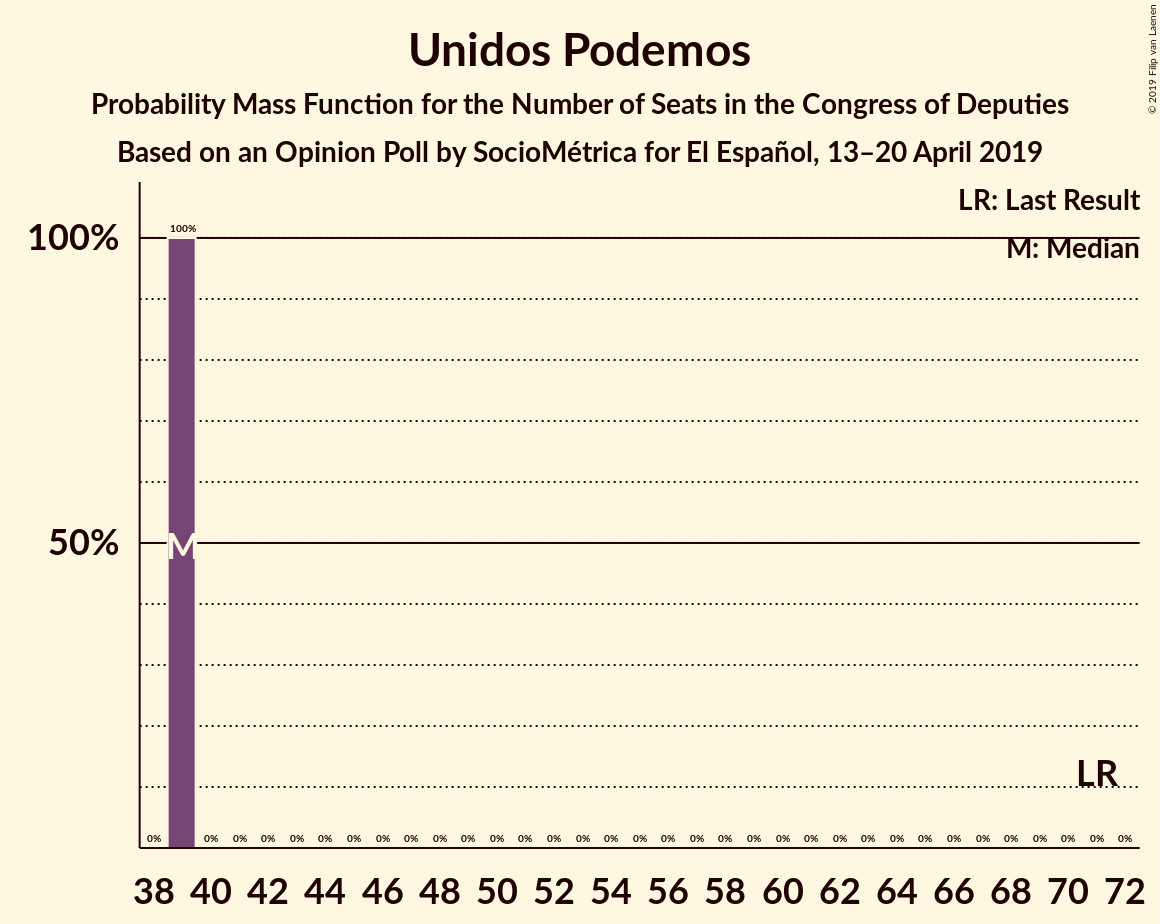 Unidos Podemos
Probability Mass Function for the Number of Seats in the Congress of Deputies
Based on an Opinion Poll by SocioMétrica for El Español, 13–20 April 2019
© 2019 Filip van Laenen
LR: Last Result
M: Median
100%
50%
100%
M
LR
0% 0% 0% 0% 0% 0% 0% 0% 0% 0% 0% 0% 0% 0% 0% 0% 0% 0% 0% 0% 0% 0% 0% 0% 0% 0% 0% 0% 0% 0% 0% 0% 0% 0%
38 40 42 44 46 48 50 52 54 56 58 60 62 64 66 68 70 72